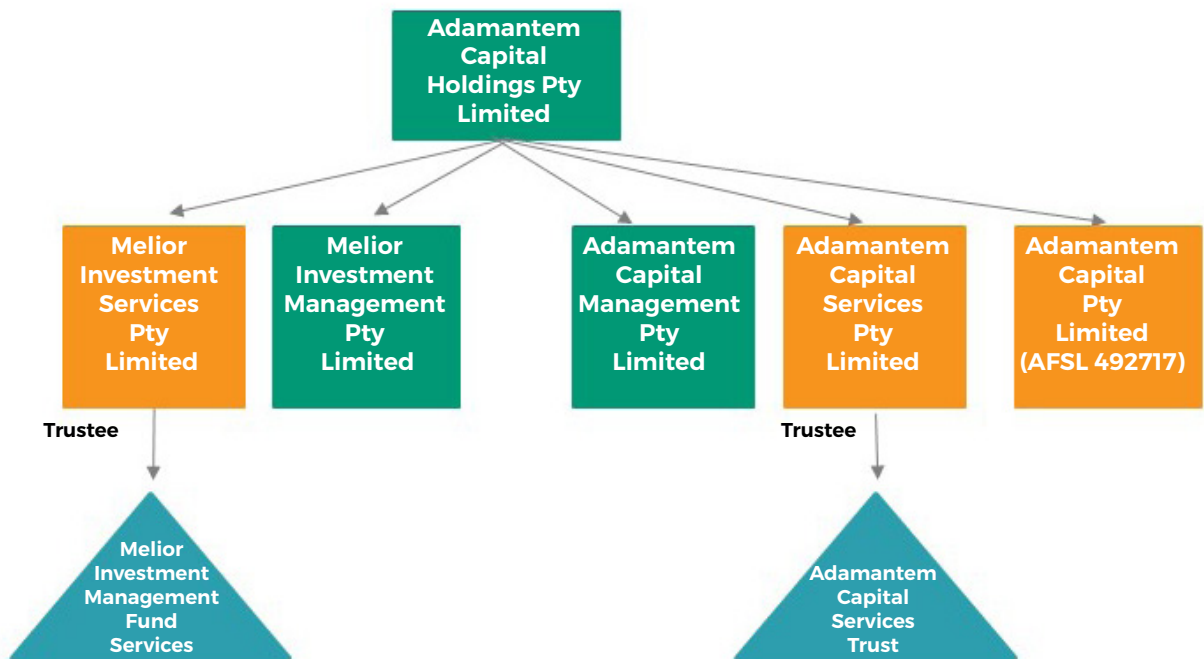 Adamantem
Capital
Holdings Pty
Limited
Melior
Investment
Services
Pty
Limited
Melior
Investment
Management
Pty
Limited
Adamantem
Capital
Management
Pty
Limited
Adamantem
Capital
Services
Pty
Limited
Adamantem
Capital
Pty
Limited
(AFSL 492717)
Trustee
Trustee
Melior
Investment
Management
Fund
Services
Adamantem
Capital
Services
Trust